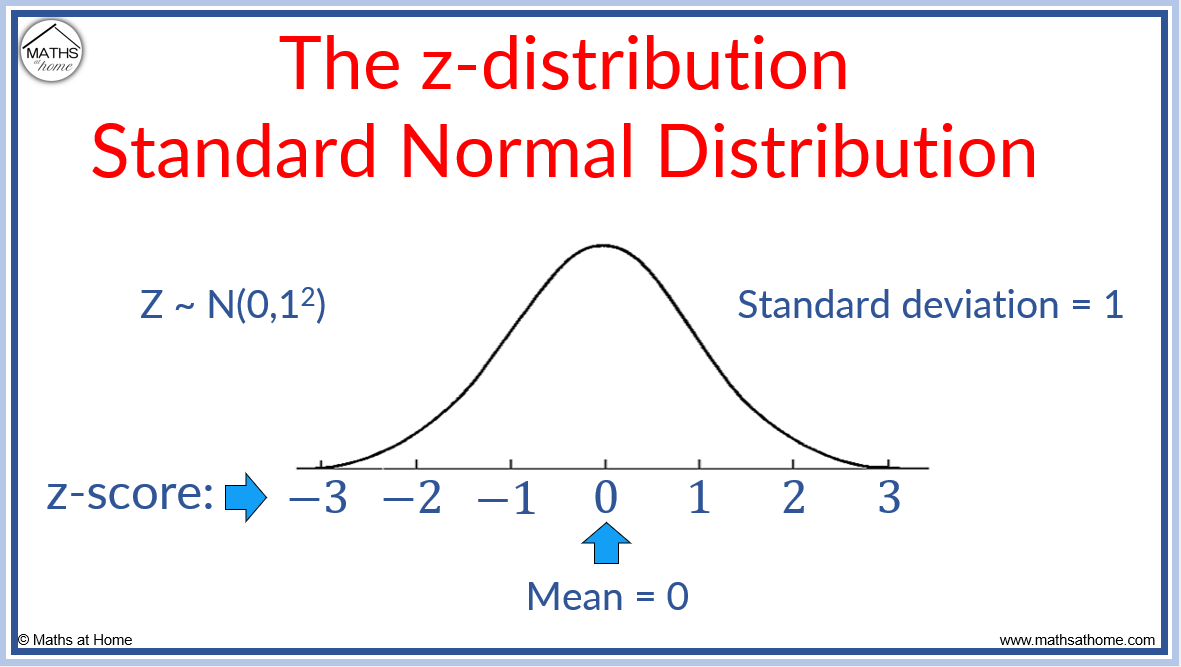 MATHS
at
home
The z-distribution
Standard Normal Distribution
Z ~ N(0,1²)
Standard deviation = 1
z-score: −3 −2 −1 0 1 2 3
Mean = 0
© Maths at Home
www.mathsathome.com